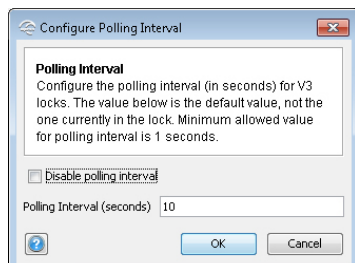 Configure Polling Interval
Polling Interval
Configure the polling interval (in seconds) for V3
locks. The value below is the default value, not the
one currently in the lock. Minimum allowed value
for polling interval is 1 seconds.
Disable polling interval
Polling Interval (seconds) 10
? OK Cancel